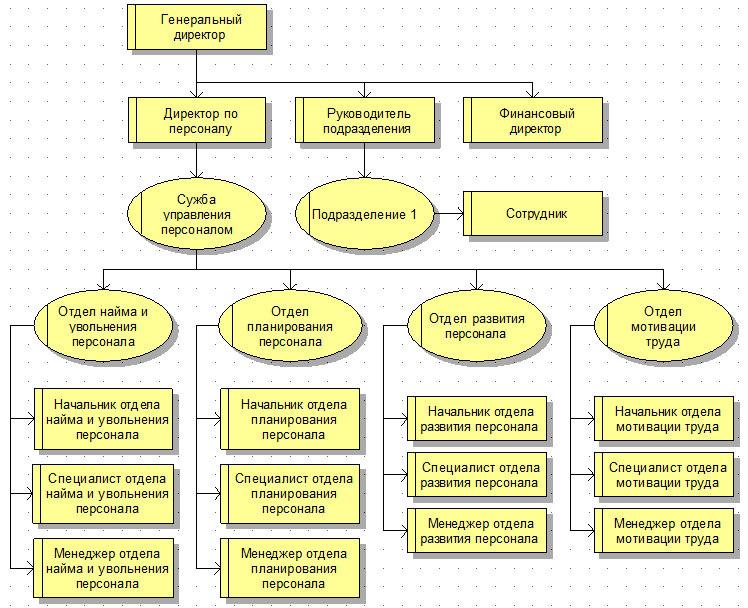 Генеральный
директор
Директор по
персоналу
Руководитель
подразделения
Финансовый
директор
Сужба
управления
персоналом
Подразделение 1
Сотрудник
Отдел найма и
увольнения
персонала
Отдел
планирования
персонала
Отдел развития
персонала
Отдел
мотивации
труда
Начальник отдела
найма и увольнения
персонала
Начальник отдела
планирования
персонала
Начальник отдела
развития персонала
Начальник отдела
мотивации труда
Специалист отдела
найма и увольнения
персонала
Специалист отдела
планирования
персонала
Специалист отдела
развития персонала
Специалист отдела
мотивации труда
Менеджер отдела
найма и увольнения
персонала
Менеджер отдела
планирования
персонала
Менеджер отдела
развития персонала
Менеджер отдела
мотивации труда